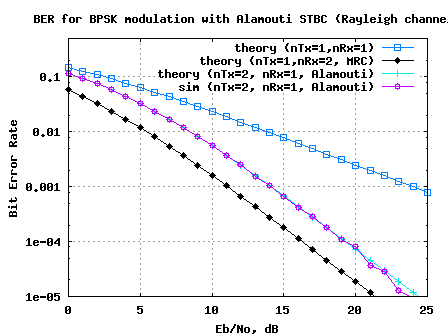 BER for BPSK modulation with Alamouti STBC (Rayleigh channe
theory (nTx=1,nRx=1)
theory (nTx=1,nRx=2, MRC)
theory (nTx=2, nRx=1, Alamouti)
sim (nTx=2, nRx=1, Alamouti)
0.1
0.01
0.001
1e-04
1e-05
Bit Error Rate
0 5 10 15 20 25
Eb/No, dB